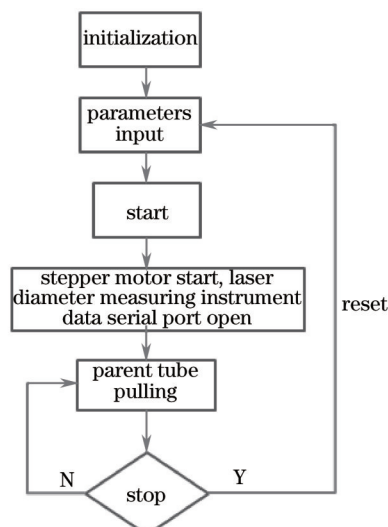 initialization
parameters
input
start
stepper motor start, laser
diameter measuring instrument
data serial port open
reset
parent tube
pulling
N
stop
Y